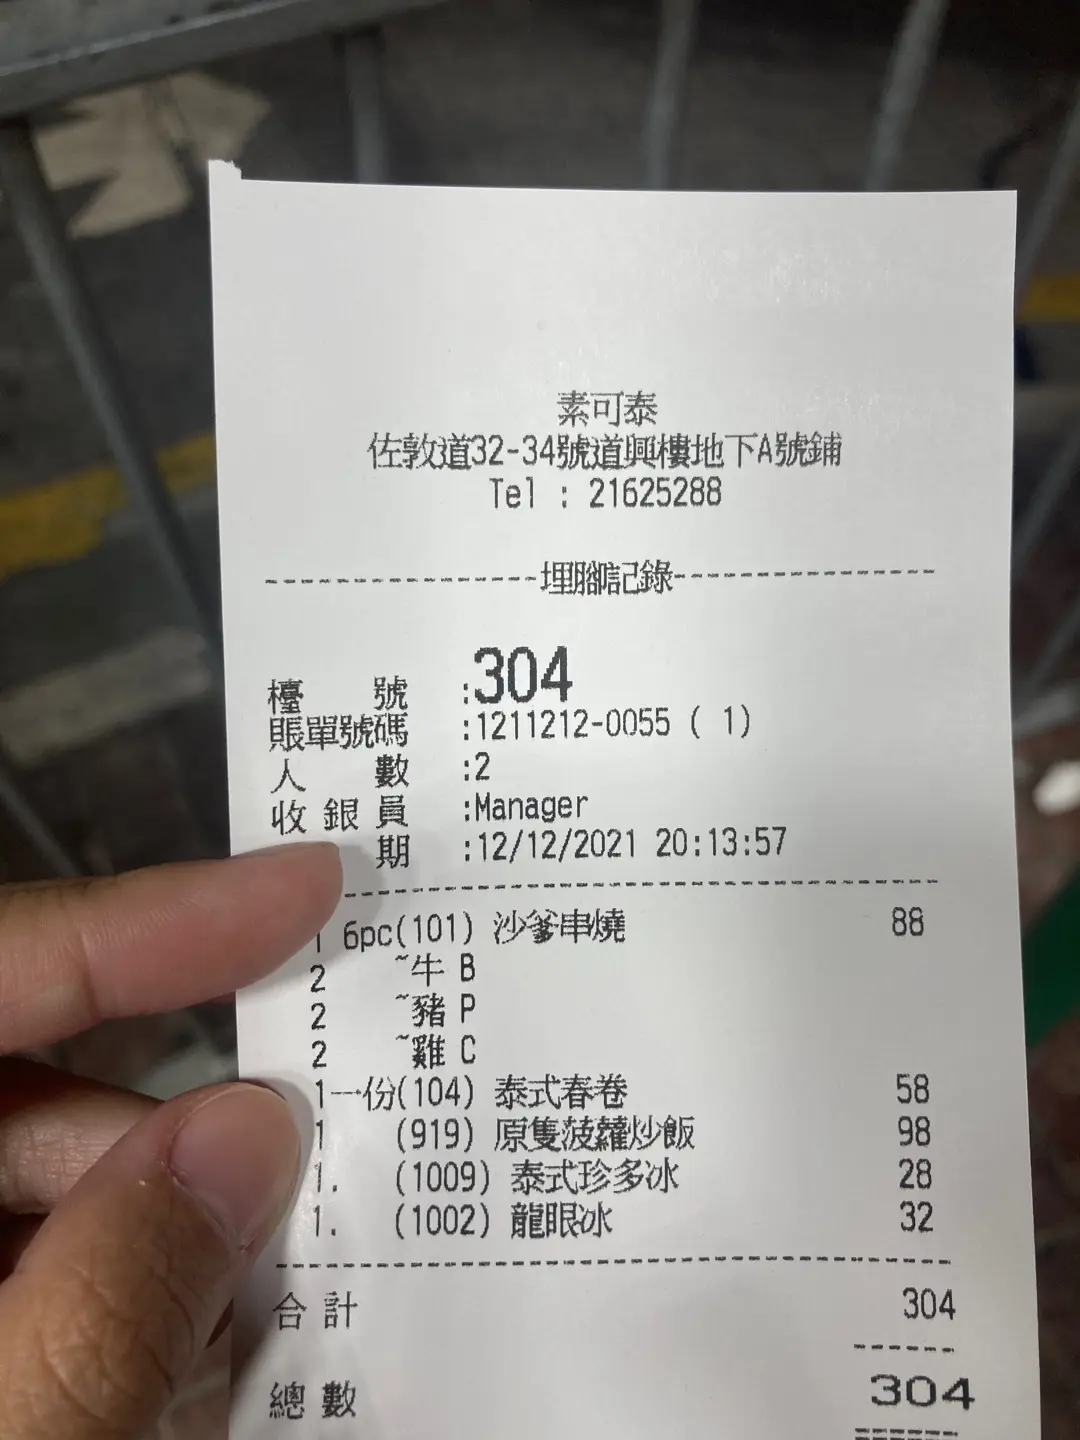 素可泰
佐敦道32-34號道興樓地下A號鋪
Tel : 21625288
埋腳記錄
檯 號 :304
賬單號碼 :1211212-0055 ( 1)
人 數 :2
收 銀 員 :Manager
期 :12/12/2021 20:13:57
1 6pc(101) 沙爹串燒 88
2 ~牛 B
2 ~豬 P
2 ~雞 C
1一份(104) 泰式春卷 58
1 (919) 原隻菠蘿炒飯 98
1. (1009) 泰式珍多冰 28
1. (1002) 龍眼冰 32
合 計 304
總 數 304